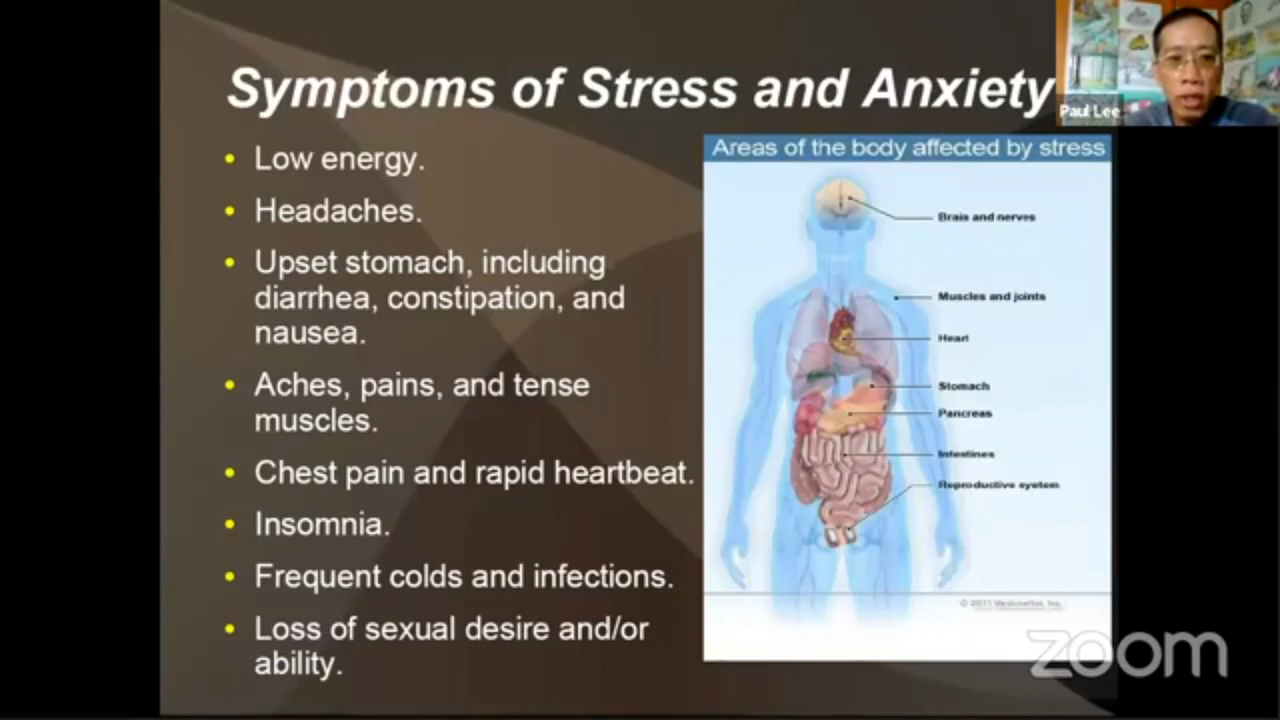 Symptoms of Stress and Anxiety
Paul Lee
• Low energy.
• Headaches.
• Upset stomach, including
diarrhea, constipation, and
nausea.
• Aches, pains, and tense
muscles.
• Chest pain and rapid heartbeat.
• Insomnia.
• Frequent colds and infections.
• Loss of sexual desire and/or
ability.
Areas of the body affected by stress
Brain and nerves
Muscles and joints
Heart
Stomach
Pancreas
Intestines
Reproductive system
© 2011 MedicineNet, Inc.
zoom